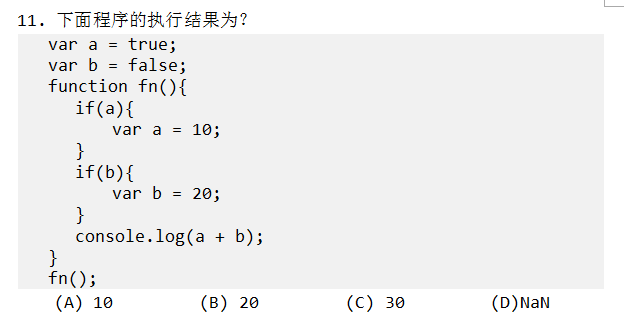 11. 下面程序的执行结果为?
var a = true;
var b = false;
function fn(){
if(a){
var a = 10;
}
if(b){
var b = 20;
}
console.log(a + b);
}
fn();
(A) 10 (B) 20 (C) 30 (D)NaN